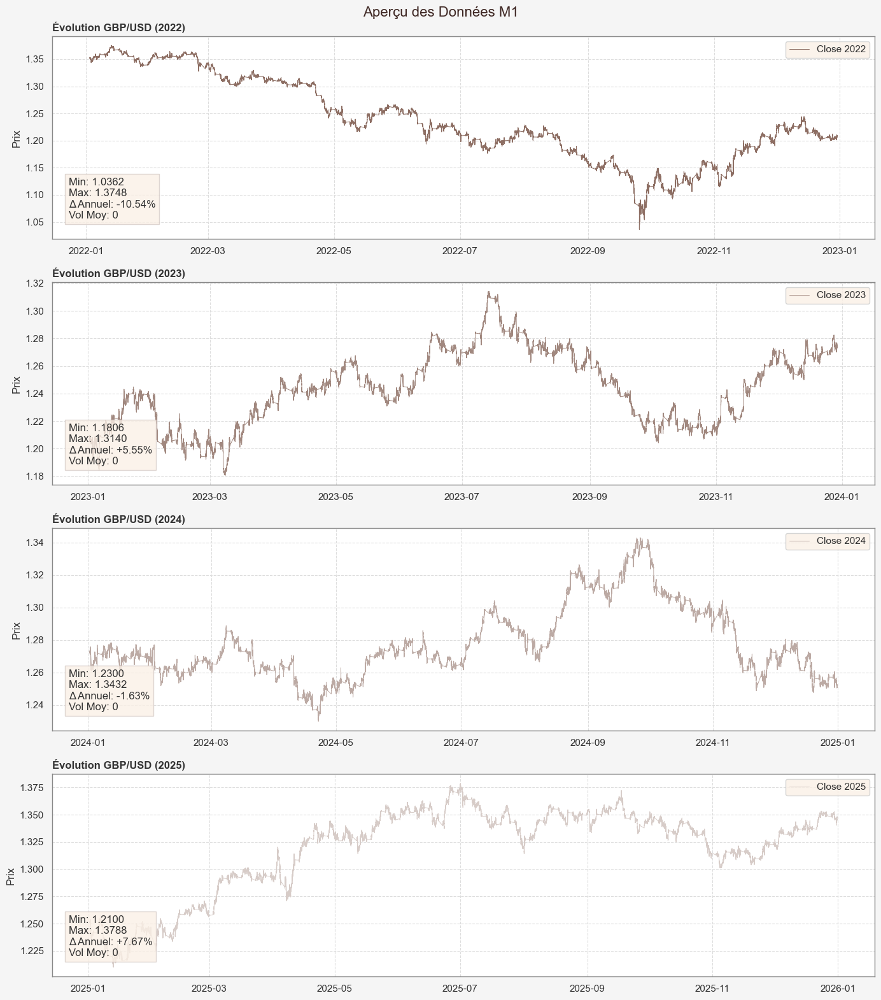 Aperçu des Données M1
Évolution GBP/USD (2022)
Close 2022
1.35
1.30
1.25
1.20
1.15
1.10
1.05
Prix
Min: 1.0362
Max: 1.3748
Δ Annuel: -10.54%
Vol Moy: 0
2022-01 2022-03 2022-05 2022-07 2022-09 2022-11 2023-01
Évolution GBP/USD (2023)
Close 2023
1.32
1.30
1.28
1.26
1.24
1.22
1.20
1.18
Prix
Min: 1.1806
Max: 1.3140
Δ Annuel: +5.55%
Vol Moy: 0
2023-01 2023-03 2023-05 2023-07 2023-09 2023-11 2024-01
Évolution GBP/USD (2024)
Close 2024
1.34
1.32
1.30
1.28
1.26
1.24
Prix
Min: 1.2300
Max: 1.3432
Δ Annuel: -1.63%
Vol Moy: 0
2024-01 2024-03 2024-05 2024-07 2024-09 2024-11 2025-01
Évolution GBP/USD (2025)
Close 2025
1.375
1.350
1.325
1.300
1.275
1.250
1.225
Prix
Min: 1.2100
Max: 1.3788
Δ Annuel: +7.67%
Vol Moy: 0
2025-01 2025-03 2025-05 2025-07 2025-09 2025-11 2026-01